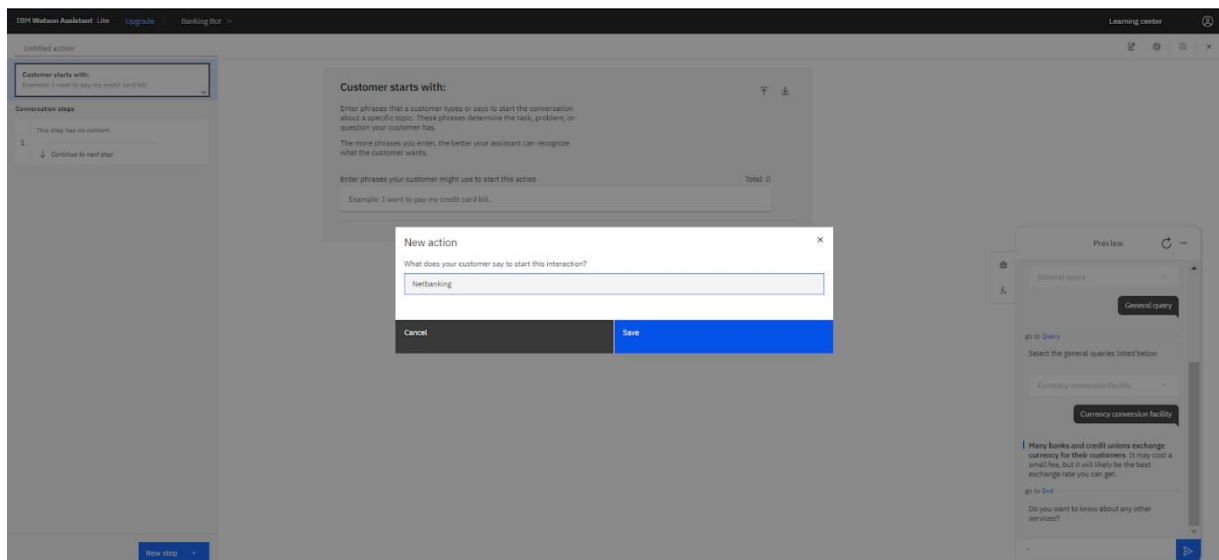 IBM Watson Assistant Lite Upgrade Banking Bot Learning center
Untitled action
Customer starts with:
Example: I want to pay my credit card bill.
Conversation steps
1
This step has no content
Continue to next step
New step +
Customer starts with:
Enter phrases that a customer types or says to start the conversation
about a specific topic. These phrases determine the task, problem, or
question your customer has.
The more phrases you enter, the better your assistant can recognize
what the customer wants.
Enter phrases your customer might use to start this action Total: 0
Example: I want to pay my credit card bill.
New action
What does your customer say to start this interaction?
Netbanking
Cancel Save
Preview
General query
General query
go to Query
Select the general queries listed below
Currency conversion facility
Currency conversion facility
Many banks and credit unions exchange
currency for their customers. It may cost a
small fee, but it will likely be the best
exchange rate you can get.
go to End
Do you want to know about any other
services?